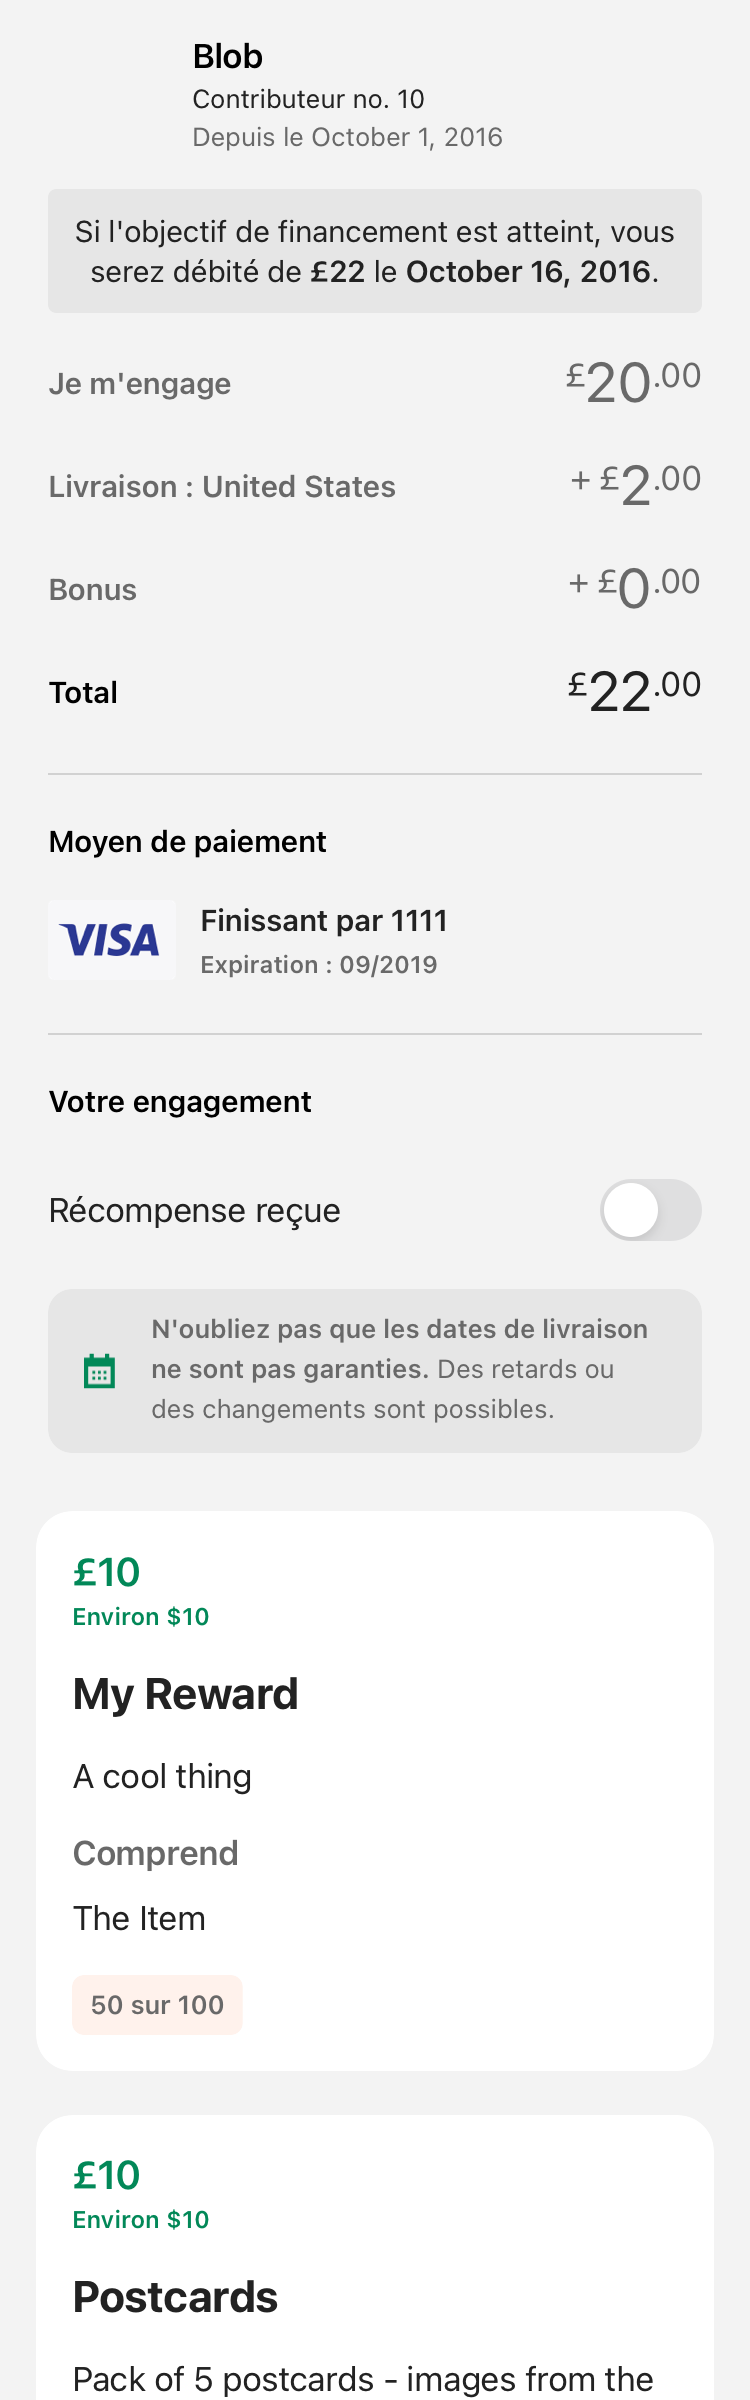 Blob
Contributeur no. 10
Depuis le October 1, 2016
Si l'objectif de financement est atteint, vous
serez débité de £22 le October 16, 2016.
Je m'engage £20.00
Livraison : United States + £2.00
Bonus + £0.00
Total £22.00
Moyen de paiement
VISA
Finissant par 1111
Expiration : 09/2019
Votre engagement
Récompense reçue
N'oubliez pas que les dates de livraison
ne sont pas garanties. Des retards ou
des changements sont possibles.
£10
Environ $10
My Reward
A cool thing
Comprend
The Item
50 sur 100
£10
Environ $10
Postcards
Pack of 5 postcards - images from the